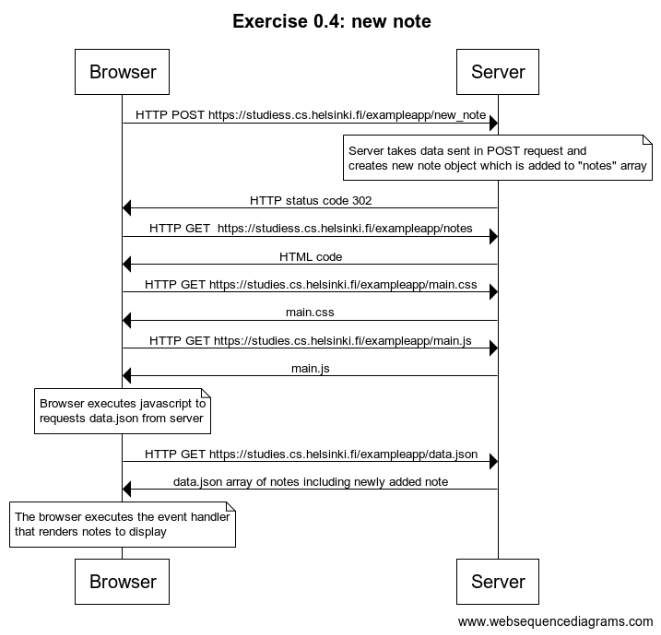 Exercise 0.4: new note
Browser
Server
HTTP POST https://studiess.cs.helsinki.fi/exampleapp/new_note
Server takes data sent in POST request and
creates new note object which is added to "notes" array
HTTP status code 302
HTTP GET  https://studiess.cs.helsinki.fi/exampleapp/notes
HTML code
HTTP GET https://studies.cs.helsinki.fi/exampleapp/main.css
main.css
HTTP GET https://studies.cs.helsinki.fi/exampleapp/main.js
main.js
Browser executes javascript to
requests data.json from server
HTTP GET https://studies.cs.helsinki.fi/exampleapp/data.json
data.json array of notes including newly added note
The browser executes the event handler
that renders notes to display
Browser
Server
www.websequencediagrams.com